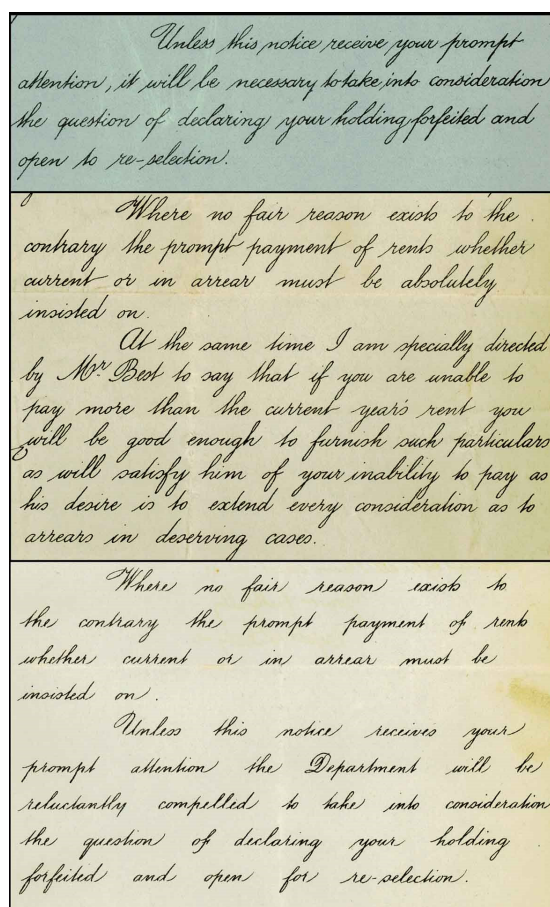 Unless this notice receive your prompt
attention, it will be necessary to take into consideration
the question of declaring your holding forfeited and
open to re-selection.
Where no fair reason exists to the
contrary the prompt payment of rents whether
current or in arrear must be absolutely
insisted on.
At the same time I am specially directed
by Mr. Best to say that if you are unable to
pay more than the current year's rent you
will be good enough to furnish such particulars
as will satisfy him of your inability to pay as
his desire is to extend every consideration as to
arrears in deserving cases.
Where no fair reason exists to
the contrary the prompt payment of rents
whether current or in arrear must be
insisted on.
Unless this notice receives your
prompt attention the Department will be
reluctantly compelled to take into consideration
the question of declaring your holding
forfeited and open for re-selection.